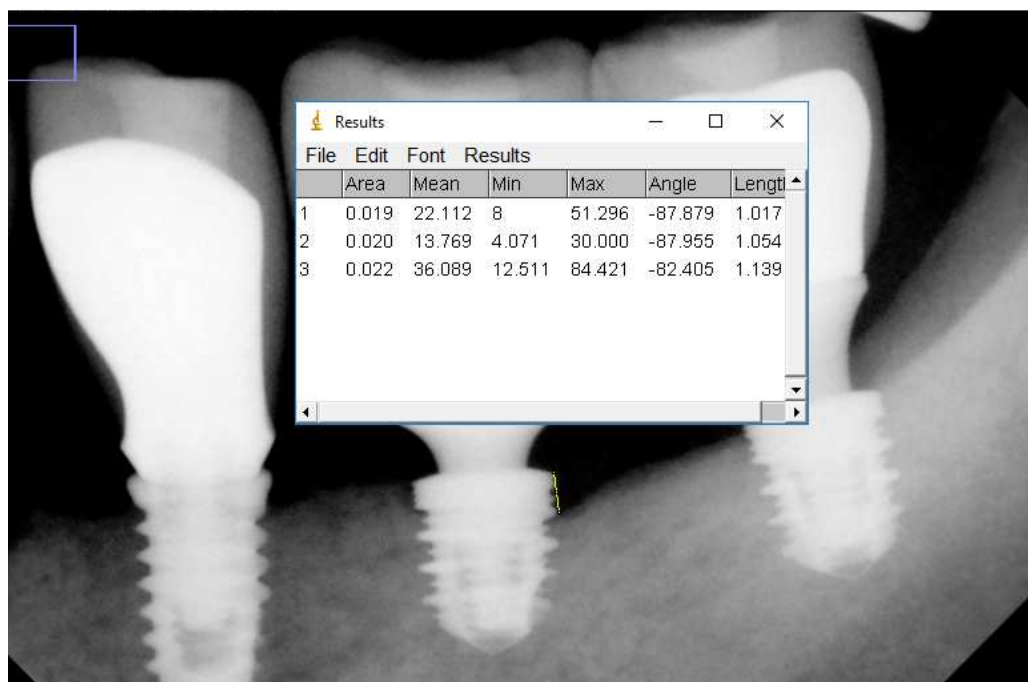 Results
File Edit Font Results
Area Mean Min Max Angle Lengt
1 0.019 22.112 8 51.296 -87.879 1.017
2 0.020 13.769 4.071 30.000 -87.955 1.054
3 0.022 36.089 12.511 84.421 -82.405 1.139